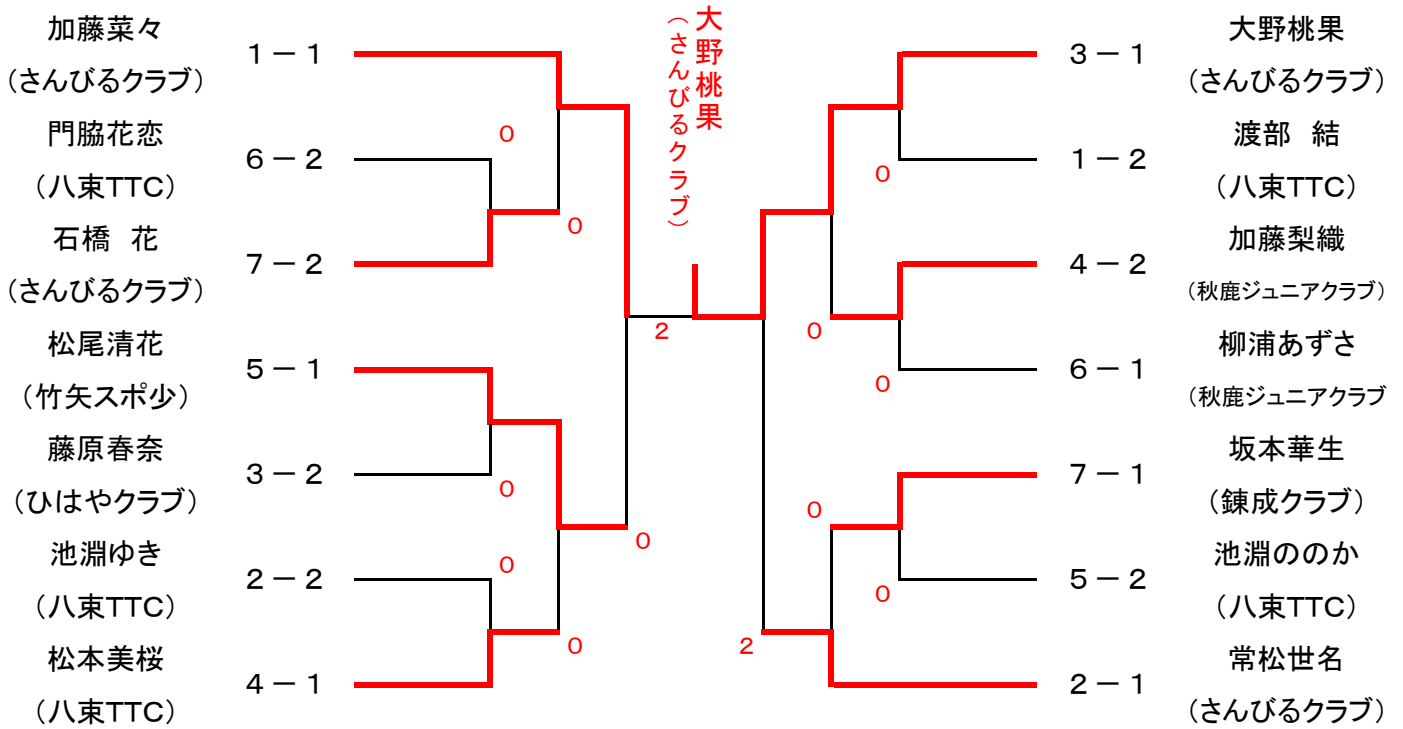 加藤菜々
(さんびるクラブ)
1－1
門脇花恋
(八束TTC)
6－2
石橋　花
(さんびるクラブ)
7－2
松尾清花
(竹矢スポ少)
5－1
藤原春奈
(ひはやクラブ)
3－2
池淵ゆき
(八束TTC)
2－2
松本美桜
(八束TTC)
4－1
0
0
0
0
0
0
2
大野桃果
(さんびるクラブ)
2
0
0
0
0
0
3－1
大野桃果
(さんびるクラブ)
1－2
渡部　結
(八束TTC)
4－2
加藤梨織
(秋鹿ジュニアクラブ)
6－1
柳浦あずさ
(秋鹿ジュニアクラブ
7－1
坂本華生
(錬成クラブ)
5－2
池淵ののか
(八束TTC)
2－1
常松世名
(さんびるクラブ)